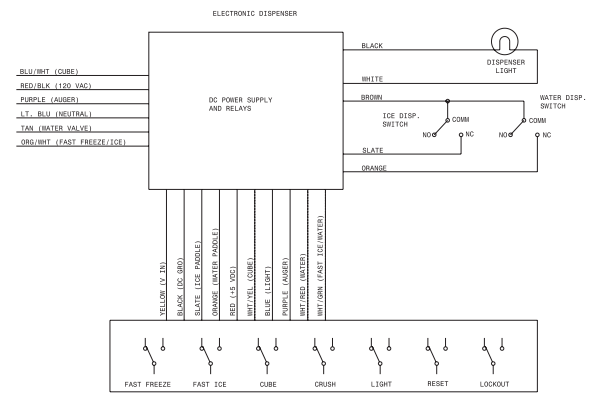 ELECTRONIC DISPENSER
BLACK
DISPENSER
LIGHT
BLU/WHT (CUBE)
RED/BLK (120 VAC)
WHITE
PURPLE (AUGER)
DC POWER SUPPLY
AND RELAYS
BROWN
WATER DISP.
SWITCH
LT. BLU (NEUTRAL)
ICE DISP.
SWITCH
COMM
COMM
TAN (WATER VALVE)
NO
NC
NO
NC
ORG/WHT (FAST FREEZE/ICE)
SLATE
ORANGE
YELLOW (V IN)
BLACK (DC GRO)
SLATE (ICE PADDLE)
ORANGE (WATER PADDLE)
RED (+5 VDC)
WHT/YEL (CUBE)
BLUE (LIGHT)
PURPLE (AUGER)
WHT/RED (WATER)
WHT/GRN (FAST ICE/WATER)
FAST FREEZE
FAST ICE
CUBE
CRUSH
LIGHT
RESET
LOCKOUT